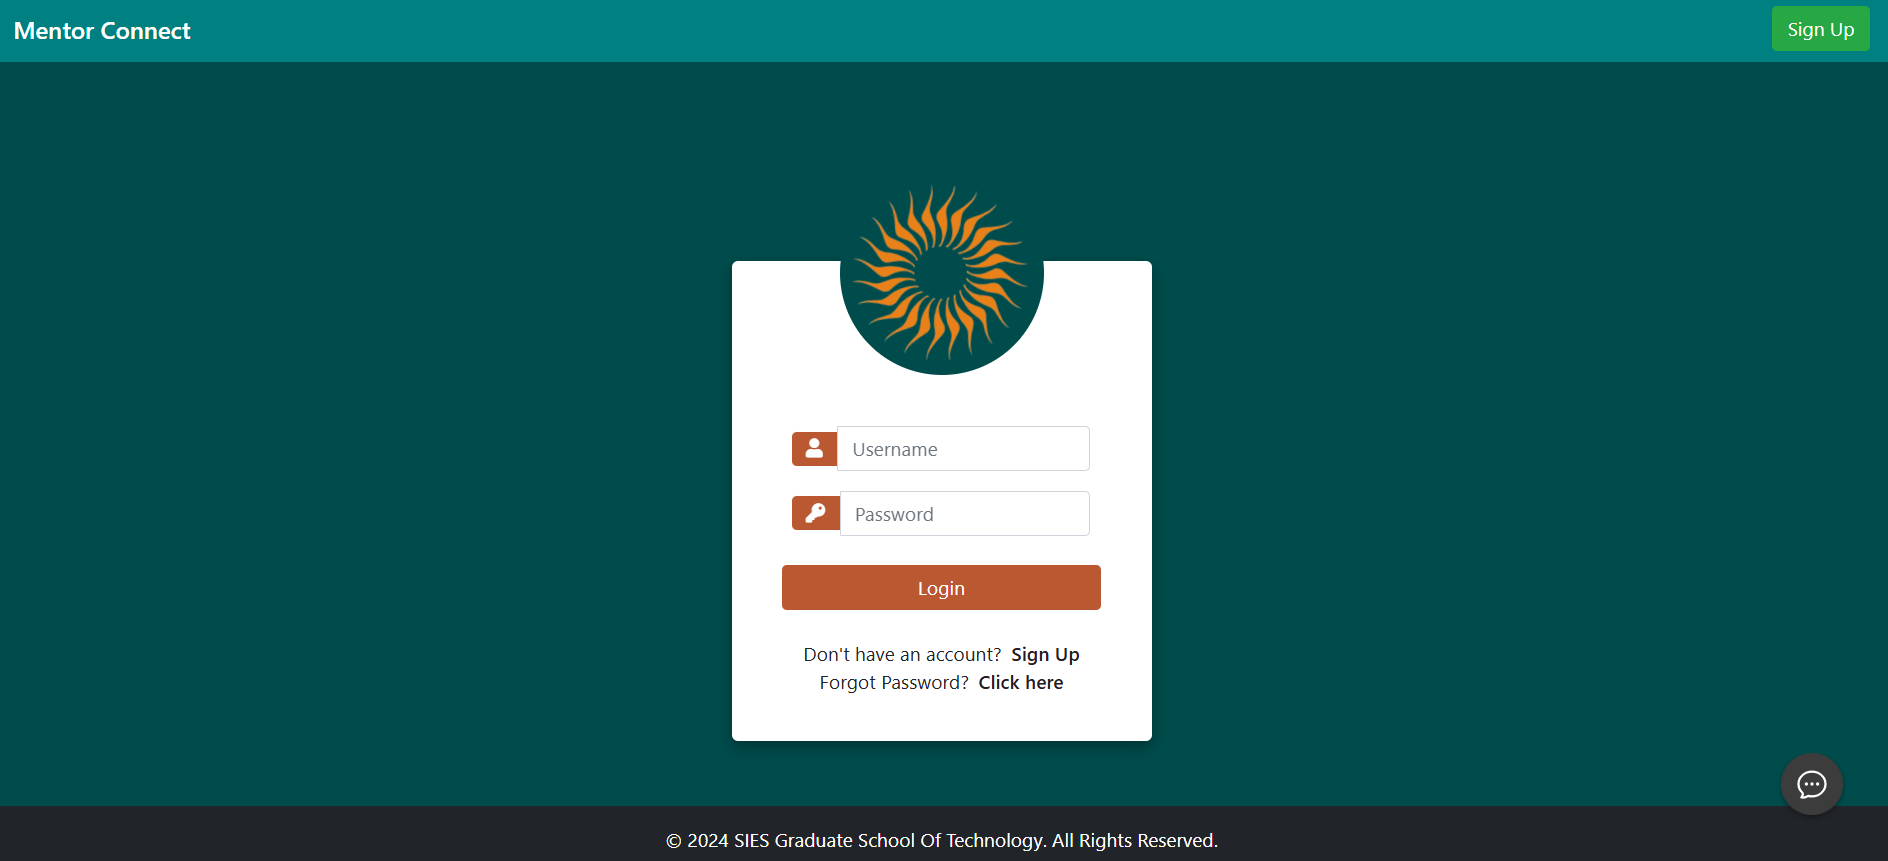 Mentor Connect
Sign Up
Username
Password
Login
Don't have an account? Sign Up
Forgot Password? Click here
© 2024 SIES Graduate School Of Technology. All Rights Reserved.